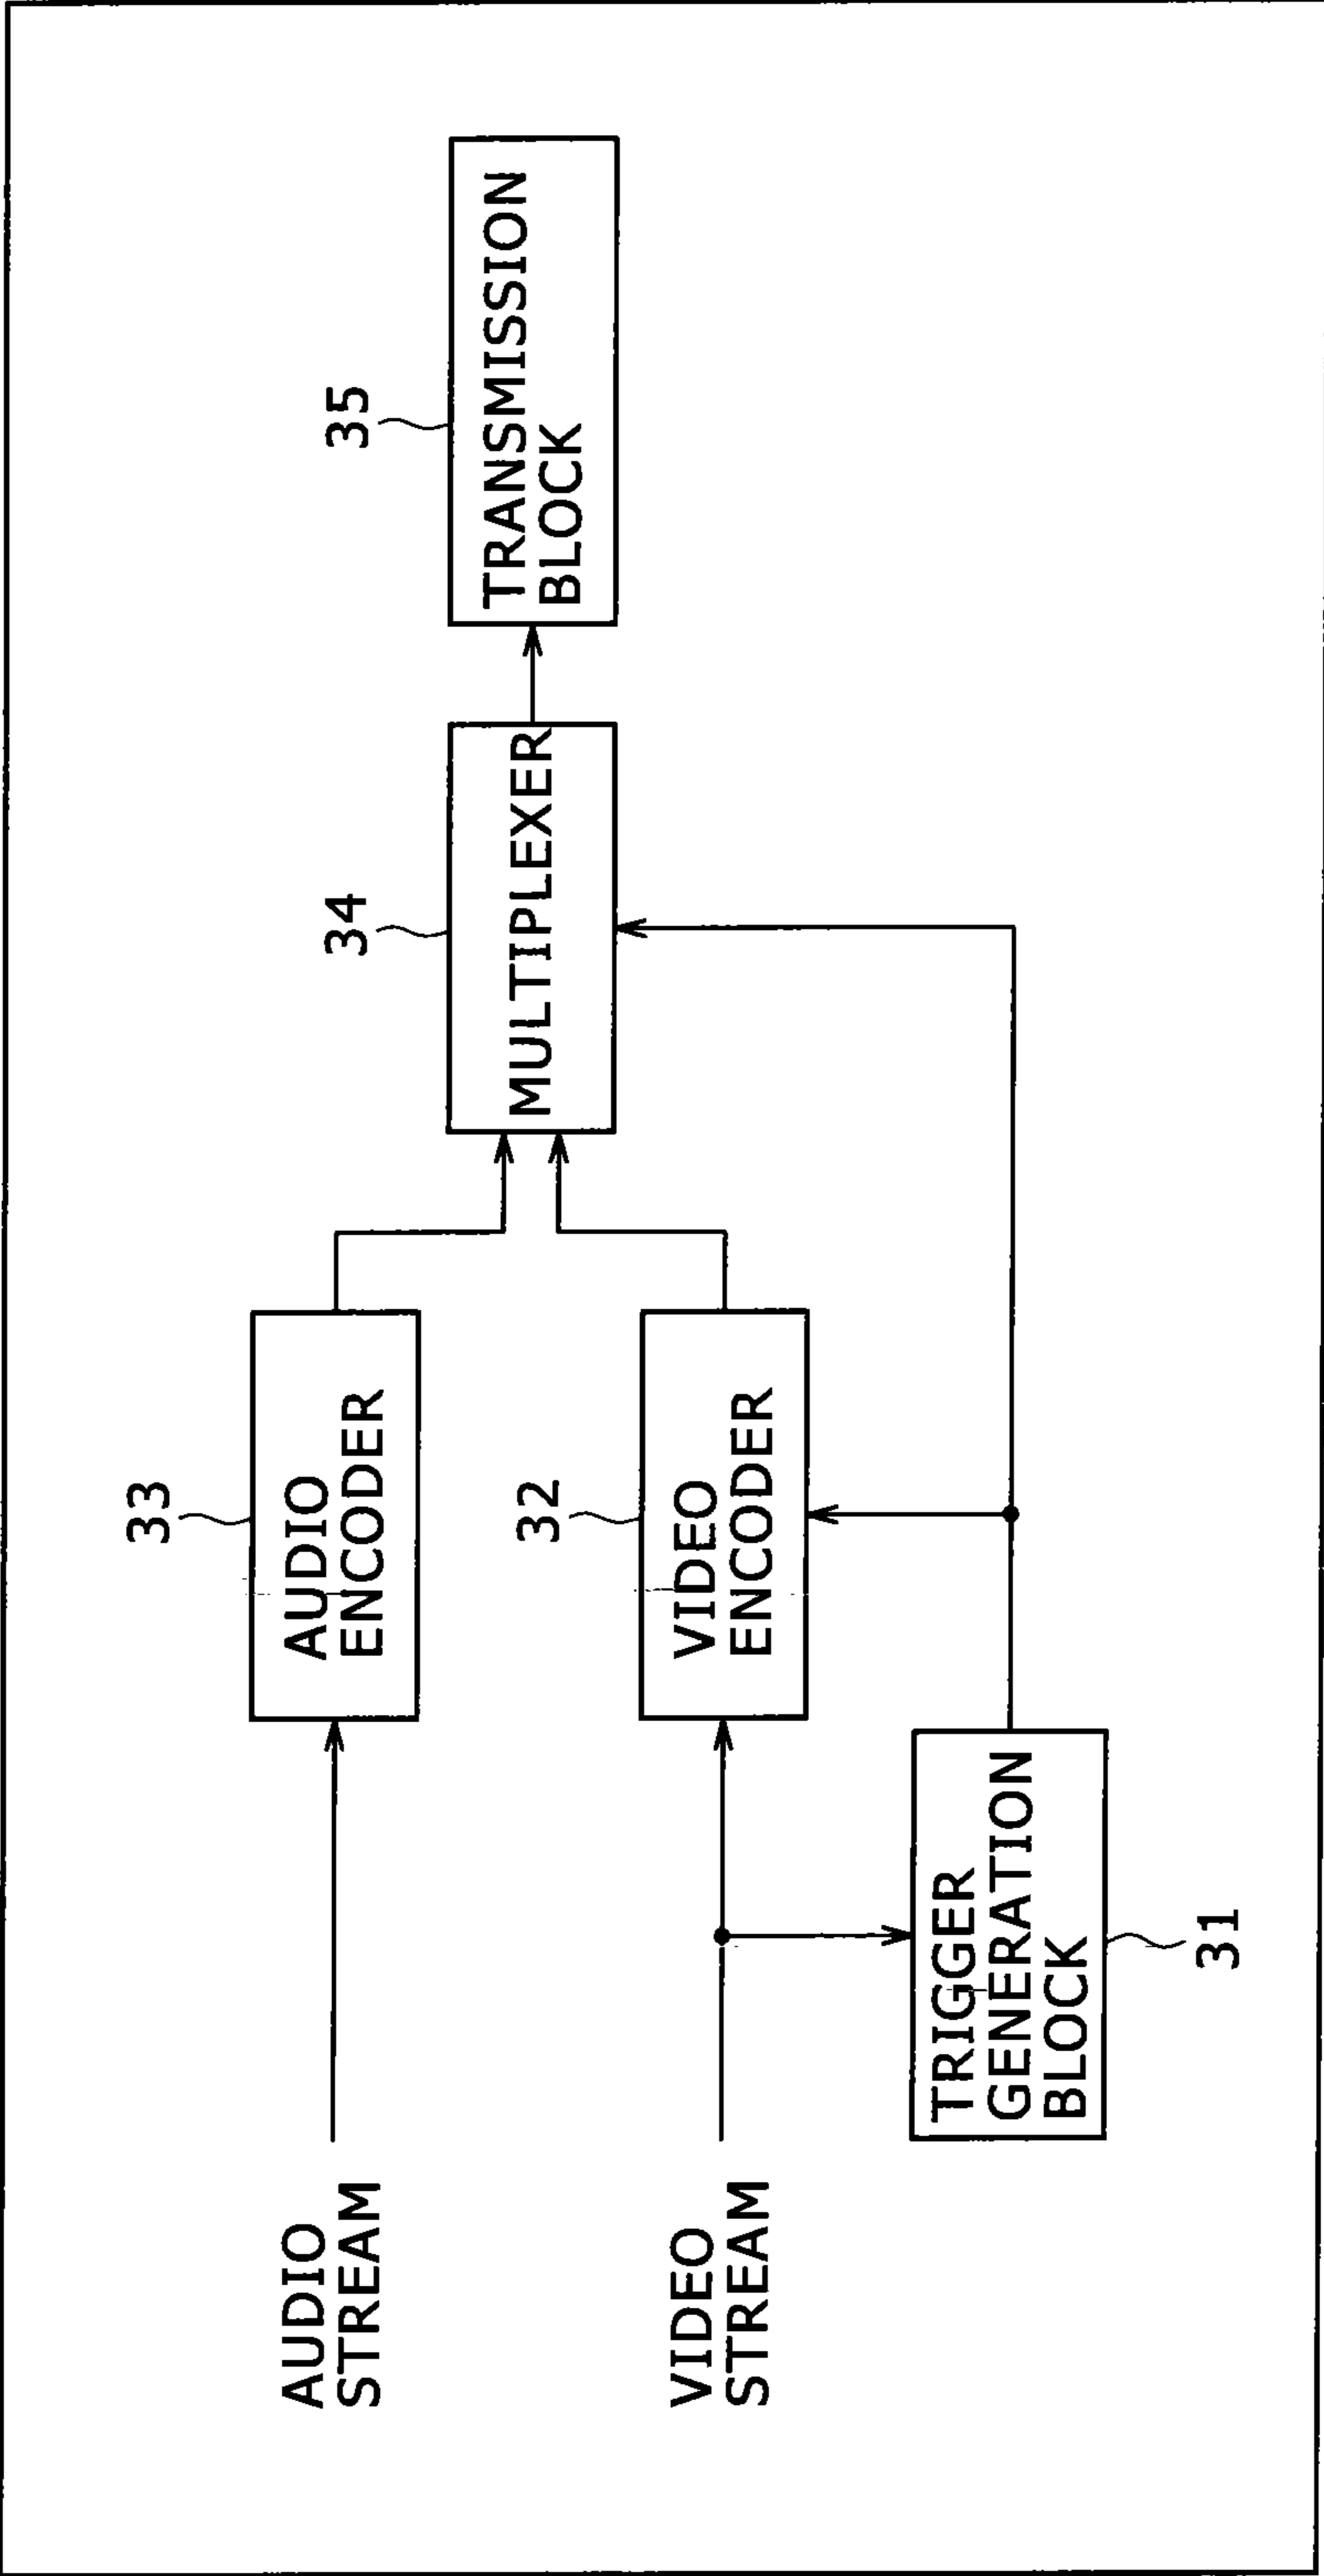 33
AUDIO
STREAM
AUDIO
ENCODER
34
MULTIPLEXER
35
TRANSMISSION
BLOCK
32
VIDEO
STREAM
VIDEO
ENCODER
TRIGGER
GENERATION
BLOCK
31